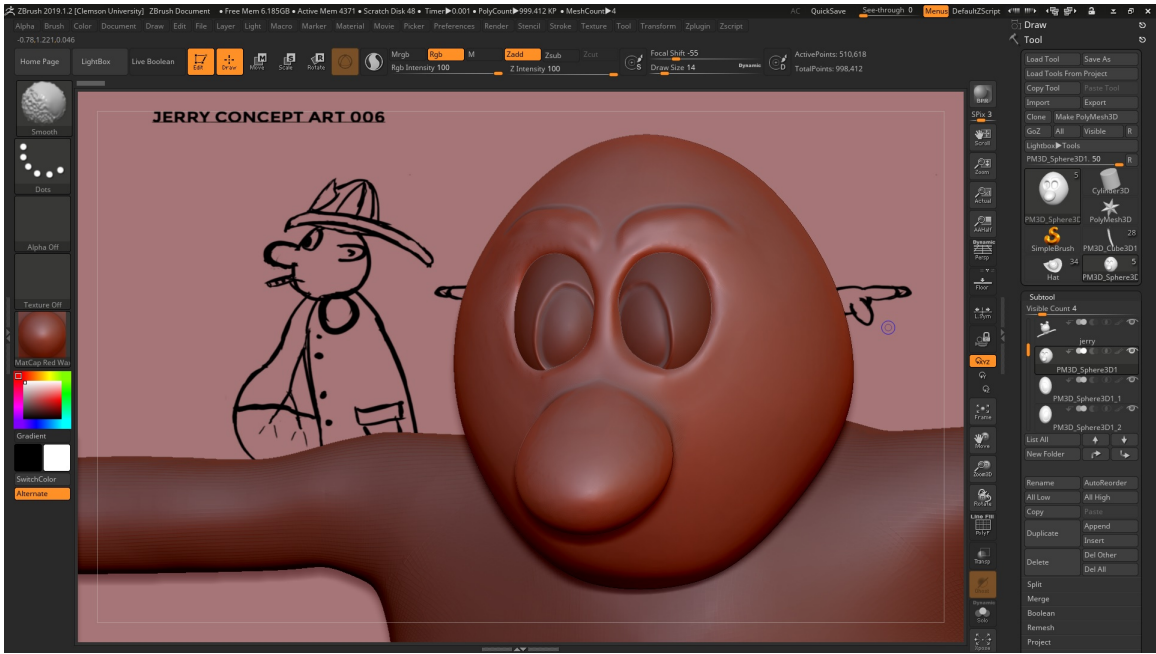 ZBrush 2019.1.2 [Clemson University] ZBrush Document • Free Mem 6.185GB • Active Mem 4371 • Scratch Disk 48 • Timer▶0.001 • PolyCount▶999.412 KP • MeshCount▶4 AC QuickSave See-through 0 Menus DefaultZScript
Alpha Brush Color Document Draw Edit File Layer Light Macro Marker Material Movie Picker Preferences Render Stencil Stroke Texture Tool Transform Zplugin Zscript
-0.78,1.221,0.046
Home Page LightBox Live Boolean Edit Draw Move Scale Rotate
Mrgb Rgb M Zadd Zsub Zcut
Rgb Intensity 100 Z Intensity 100
Focal Shift -55
Draw Size 14 Dynamic
ActivePoints: 510,618
TotalPoints: 998,412
Smooth
Dots
Alpha Off
Texture Off
MatCap Red Wa
Gradient
SwitchColor
Alternate
JERRY CONCEPT ART 006
BPR
SPix 3
Scroll
Zoom
Actual
AAHalf
Dynamic
Persp
Floor
L.Sym
XYZ
Frame
Move
Zoom3D
Rotate
Line Fill
PolyF
Transp
Dynamic
Solo
Xpose
Draw
Tool
Load Tool Save As
Load Tools From Project
Copy Tool Paste Tool
Import Export
Clone Make PolyMesh3D
GoZ All Visible R
Lightbox▶Tools
PM3D_Sphere3D1. 50 R
5
Cylinder3D
PM3D_Sphere3D PolyMesh3D
28
SimpleBrush PM3D_Cube3D1
34 5
Hat PM3D_Sphere3D
Subtool
Visible Count 4
jerry
PM3D_Sphere3D1
PM3D_Sphere3D1_1
PM3D_Sphere3D1_2
List All
New Folder
Rename AutoReorder
All Low All High
Copy Paste
Duplicate Append
Insert
Delete Del Other
Del All
Split
Merge
Boolean
Remesh
Project